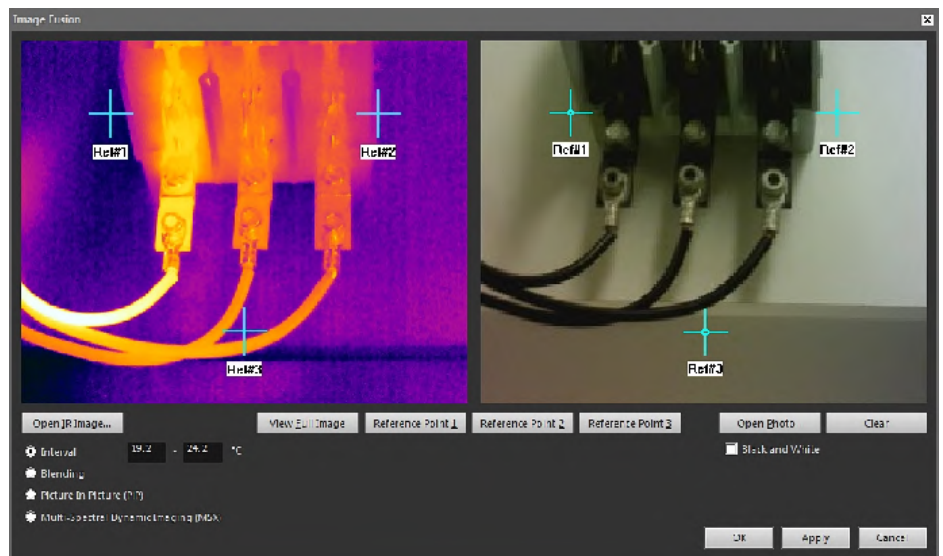 Image Fusion
Ref#1
Ref#2
Ref#3
Ref#1
Ref#2
Ref#3
Open IR Image... View Full Image Reference Point 1 Reference Point 2 Reference Point 3 Open Photo Clear
Interval 19.2 - 24.2 °C Black and White
Blending
Picture In Picture (PiP)
Multi-Spectral Dynamic Imaging (MSX)
OK Apply Cancel